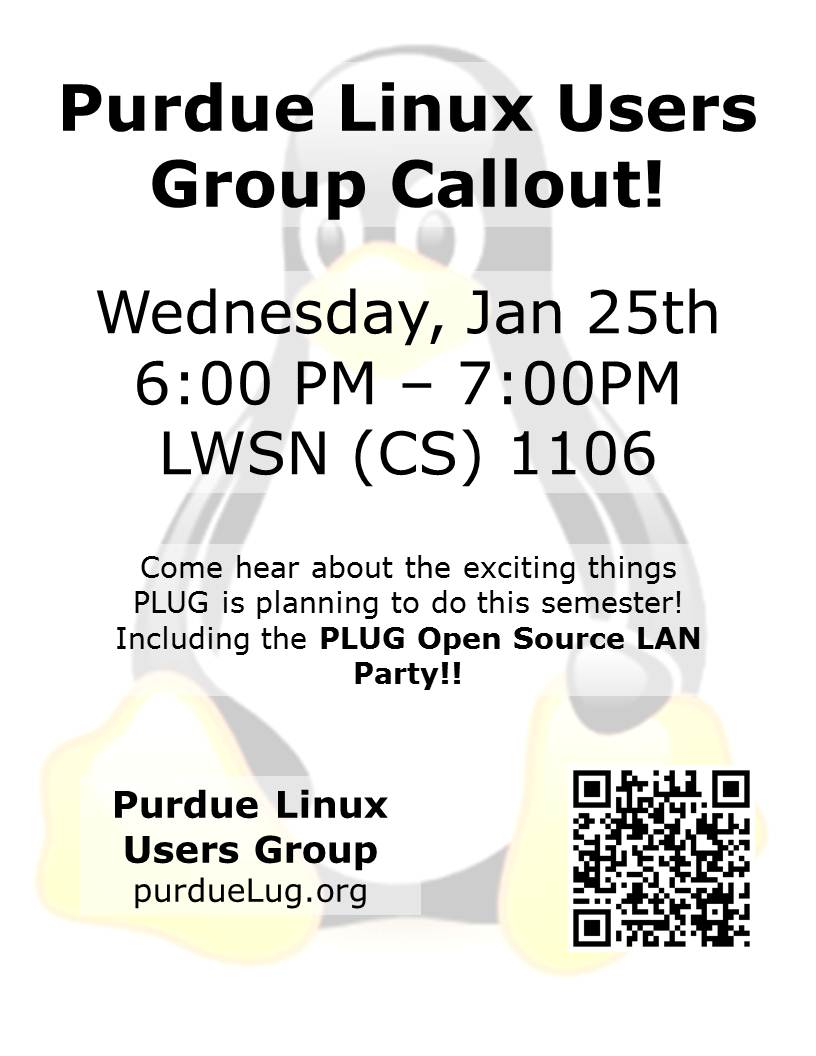 Purdue Linux Users
Group Callout!
Wednesday, Jan 25th
6:00 PM – 7:00PM
LWSN (CS) 1106
Come hear about the exciting things
PLUG is planning to do this semester!
Including the PLUG Open Source LAN
Party!!
Purdue Linux
Users Group
purdueLug.org